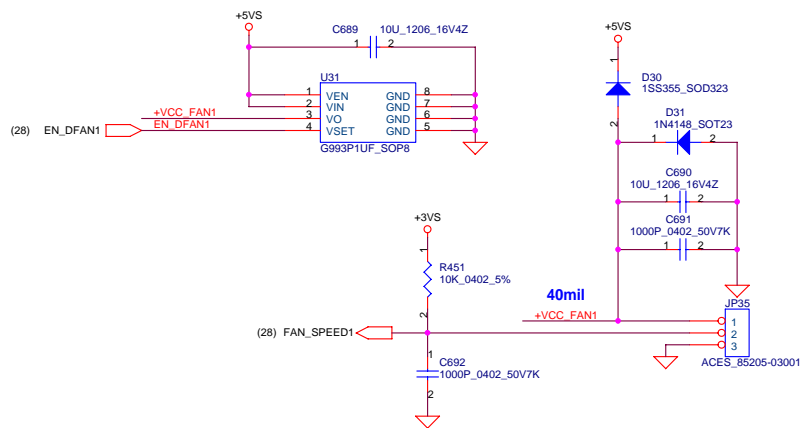 +5VS
C689
10U_1206_16V4Z
1
2
U31
1
VEN
GND
8
2
VIN
GND
7
+VCC_FAN1
3
VO
GND
6
(28)
EN_DFAN1
EN_DFAN1
4
VSET
GND
5
G993P1UF_SOP8
+5VS
1
D30
1SS355_SOD323
2
D31
1N4148_SOT23
1
2
C690
10U_1206_16V4Z
1
2
C691
1000P_0402_50V7K
1
2
+3VS
1
R451
10K_0402_5%
2
40mil
+VCC_FAN1
JP35
1
2
3
ACES_85205-03001
(28)
FAN_SPEED1
1
C692
1000P_0402_50V7K
2